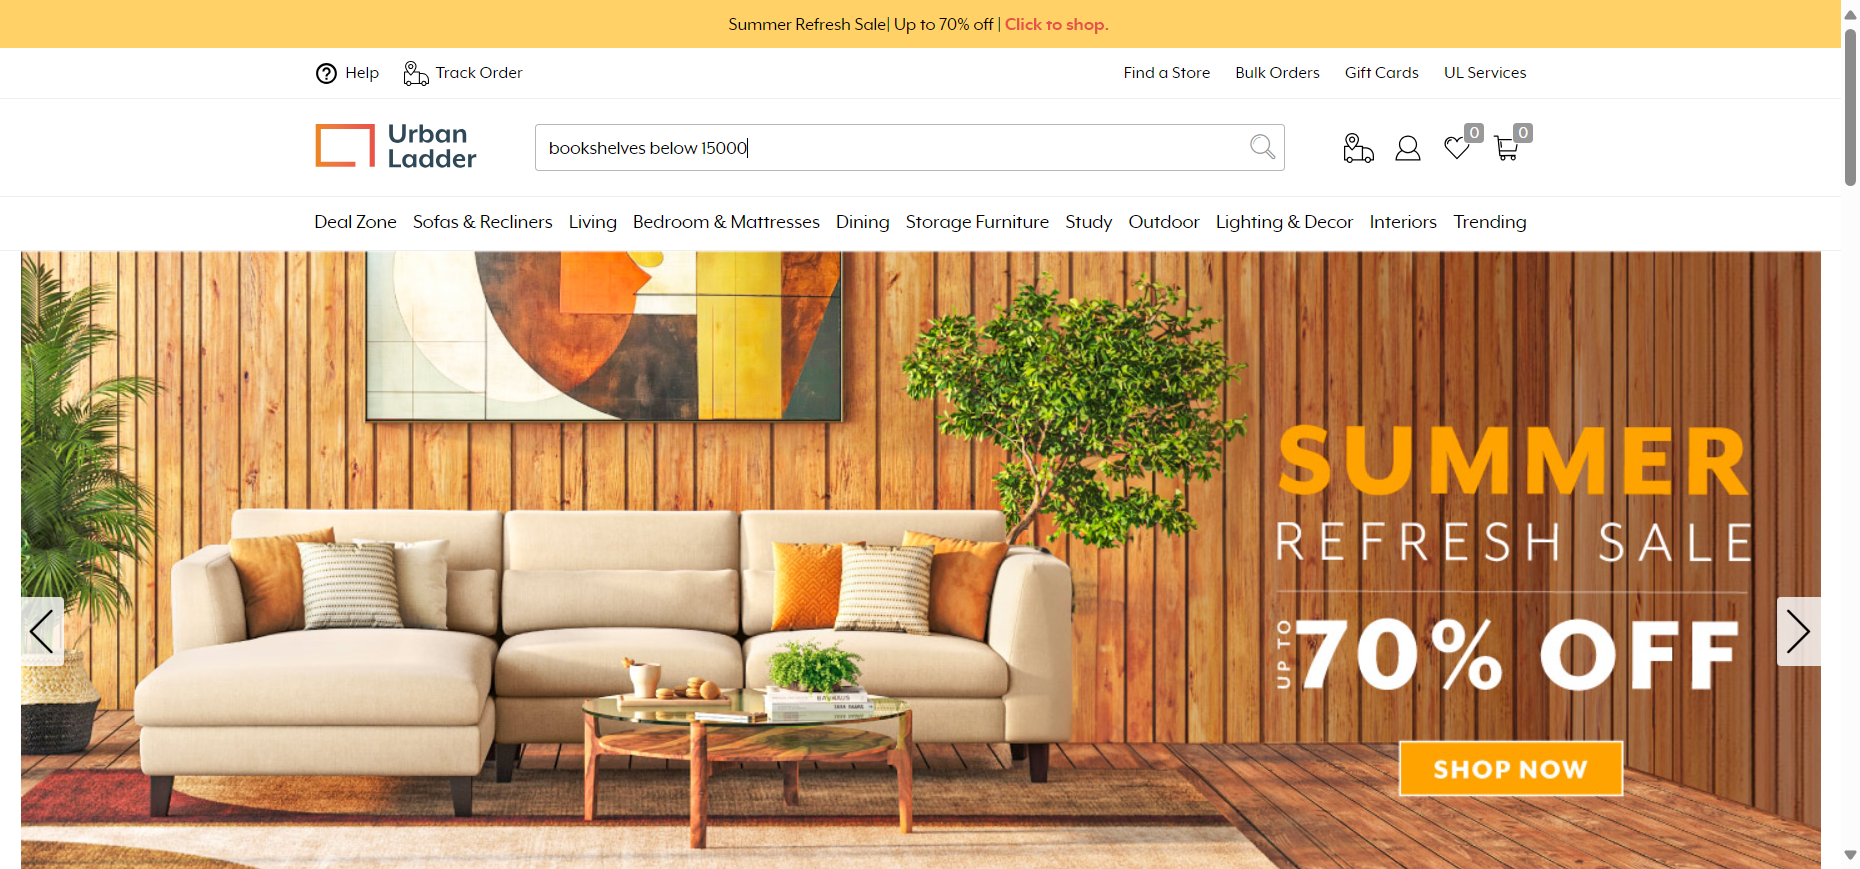 Summer Refresh Sale| Up to 70% off | Click to shop.
Help
Track Order
Find a Store
Bulk Orders
Gift Cards
UL Services
Urban
Ladder
bookshelves below 15000
0
0
Deal Zone
Sofas & Recliners
Living
Bedroom & Mattresses
Dining
Storage Furniture
Study
Outdoor
Lighting & Decor
Interiors
Trending
SUMMER
REFRESH SALE
UP TO
70% OFF
SHOP NOW